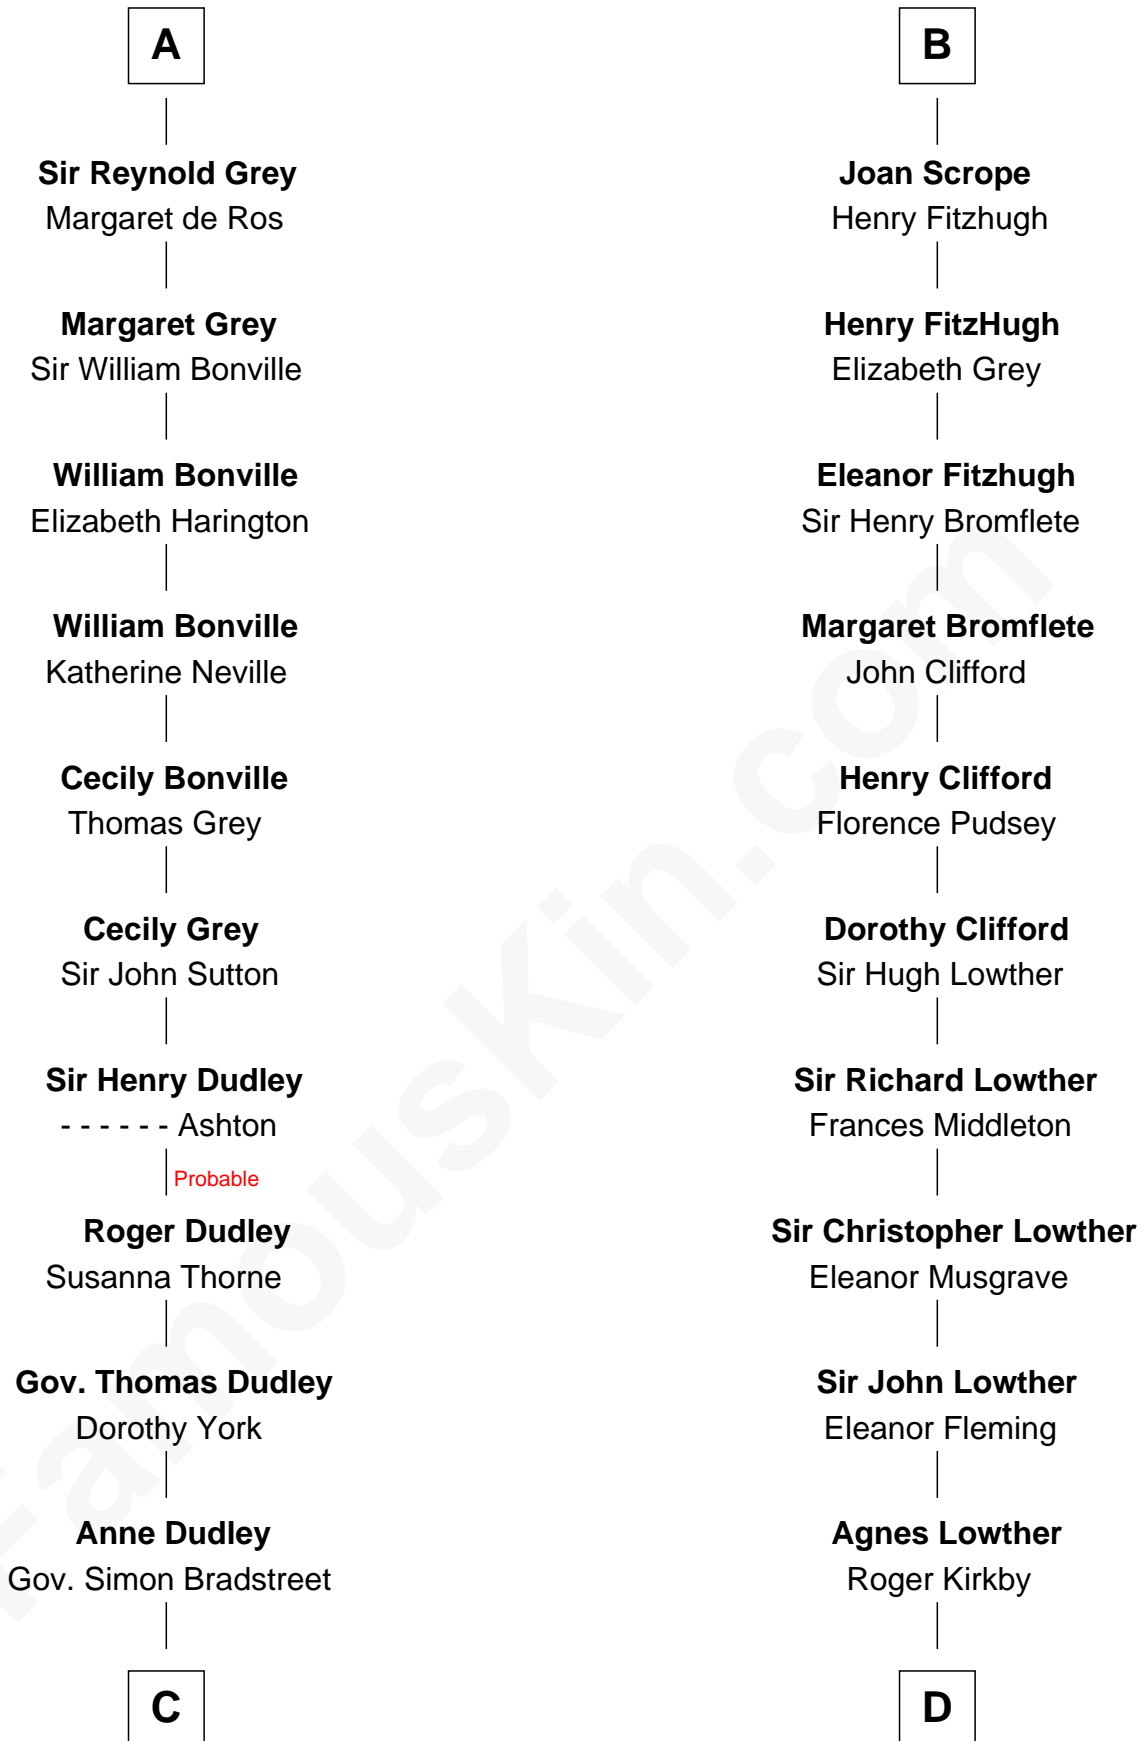 A
Sir Reynold Grey
Margaret de Ros
Margaret Grey
Sir William Bonville
William Bonville
Elizabeth Harington
William Bonville
Katherine Neville
Cecily Bonville
Thomas Grey
Cecily Grey
Sir John Sutton
Sir Henry Dudley
- - - - - - Ashton
Probable
Roger Dudley
Susanna Thorne
Gov. Thomas Dudley
Dorothy York
Anne Dudley
Gov. Simon Bradstreet
C
B
Joan Scrope
Henry Fitzhugh
Henry FitzHugh
Elizabeth Grey
Eleanor Fitzhugh
Sir Henry Bromflete
Margaret Bromflete
John Clifford
Henry Clifford
Florence Pudsey
Dorothy Clifford
Sir Hugh Lowther
Sir Richard Lowther
Frances Middleton
Sir Christopher Lowther
Eleanor Musgrave
Sir John Lowther
Eleanor Fleming
Agnes Lowther
Roger Kirkby
D
FamousKin.com